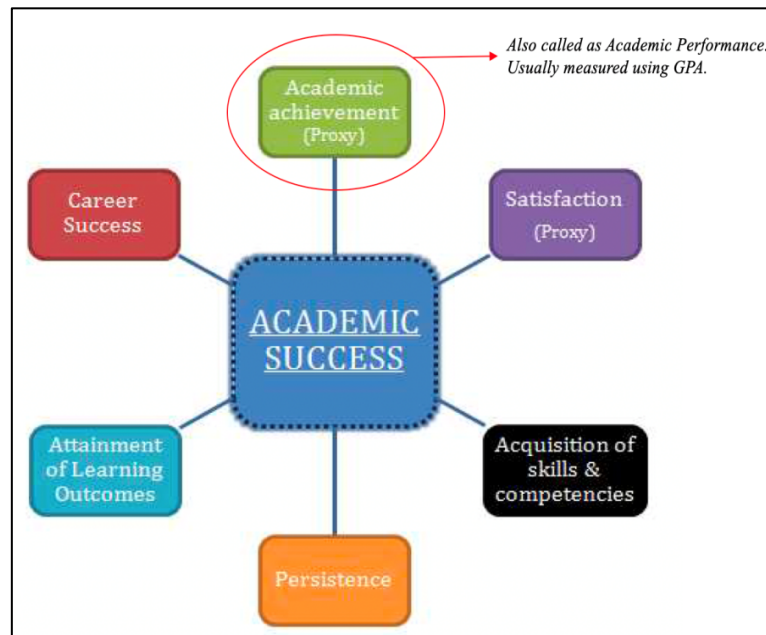 Also called as Academic Performance.
Usually measured using GPA.
Academic
achievement
(Proxy)
Career
Success
Satisfaction
(Proxy)
ACADEMIC
SUCCESS
Attainment
of Learning
Outcomes
Acquisition of
skills &
competencies
Persistence